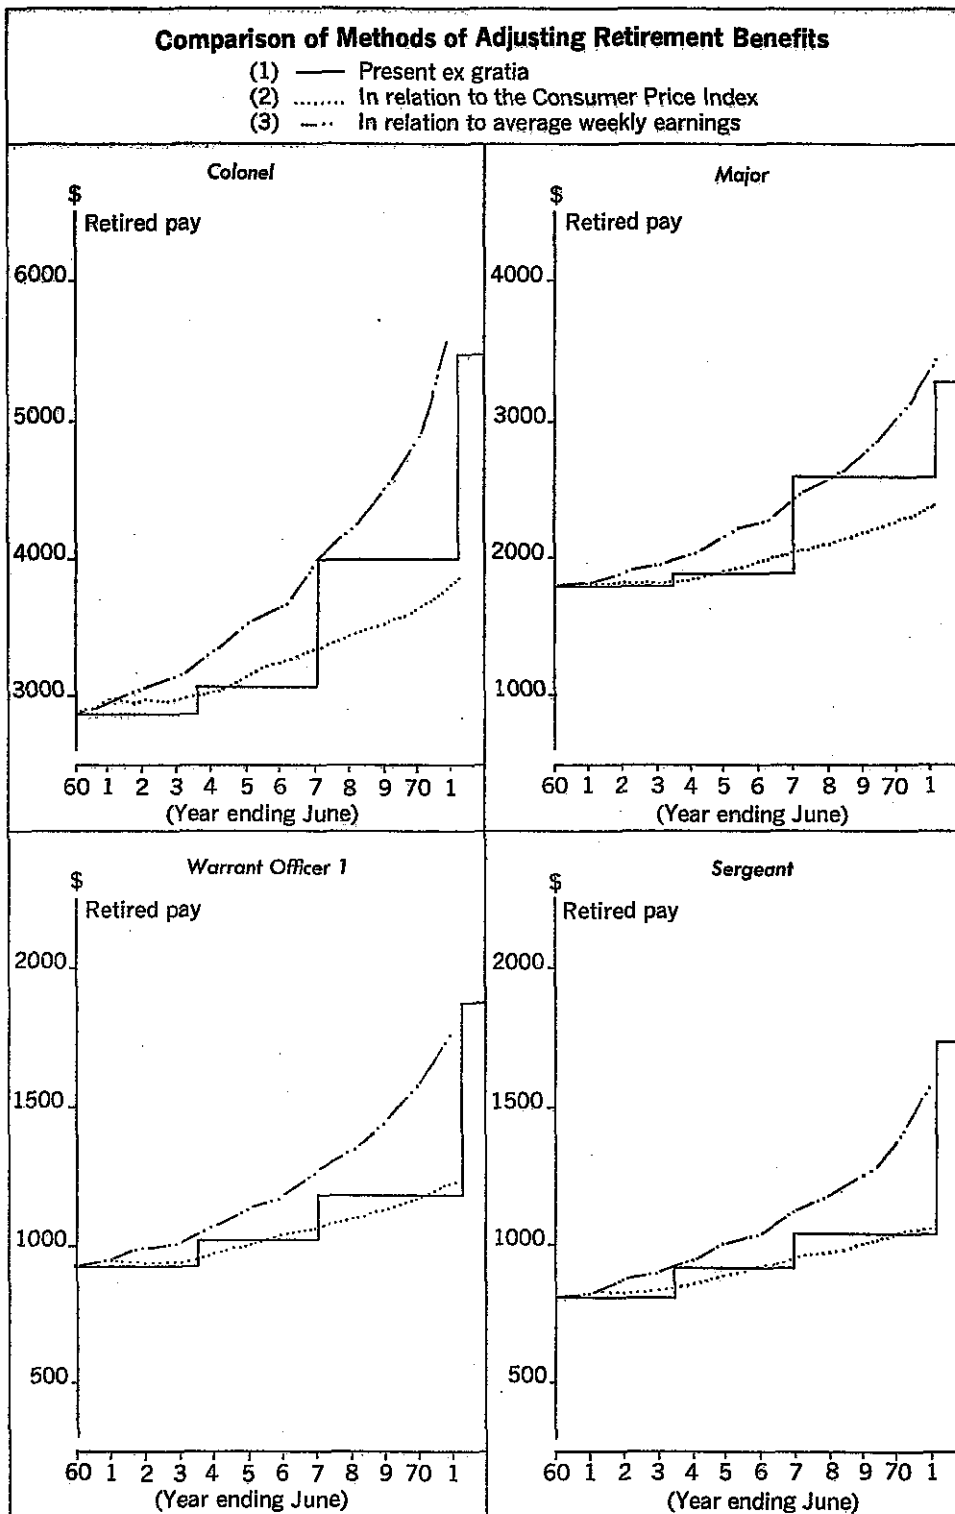 Comparison of Methods of Adjusting Retirement Benefits
(1) Present ex gratia
(2) In relation to the Consumer Price Index
(3) In relation to average weekly earnings
Colonel
$
Retired pay
6000
5000
4000
3000
60 1 2 3 4 5 6 7 8 9 70 1
(Year ending June)
Major
$
Retired pay
4000
3000
2000
1000
60 1 2 3 4 5 6 7 8 9 70 1
(Year ending June)
Warrant Officer 1
$
Retired pay
2000
1500
1000
500
60 1 2 3 4 5 6 7 8 9 70 1
(Year ending June)
Sergeant
$
Retired pay
2000
1500
1000
500
60 1 2 3 4 5 6 7 8 9 70 1
(Year ending June)